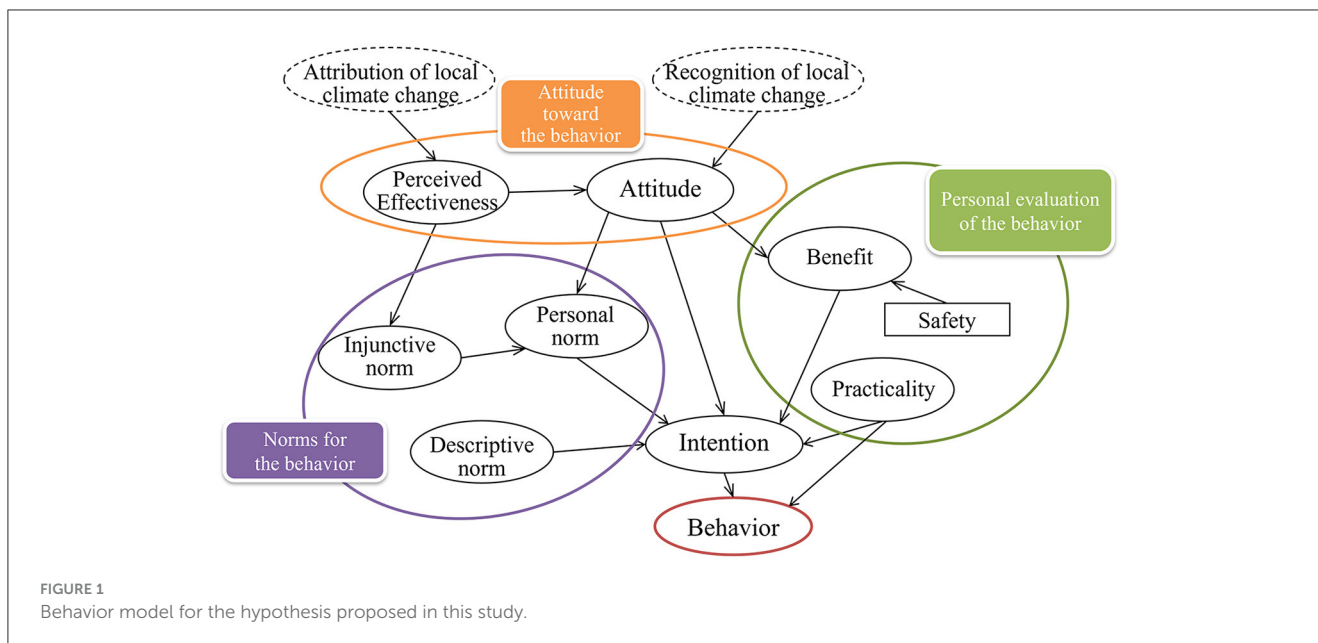 Attribution of local
climate change
Recognition of local
climate change
Attitude
toward
the behavior
Perceived
Effectiveness
Attitude
Personal evaluation
of the behavior
Benefit
Safety
Personal
norm
Injunctive
norm
Practicality
Norms for
the behavior
Descriptive
norm
Intention
Behavior
FIGURE 1
Behavior model for the hypothesis proposed in this study.